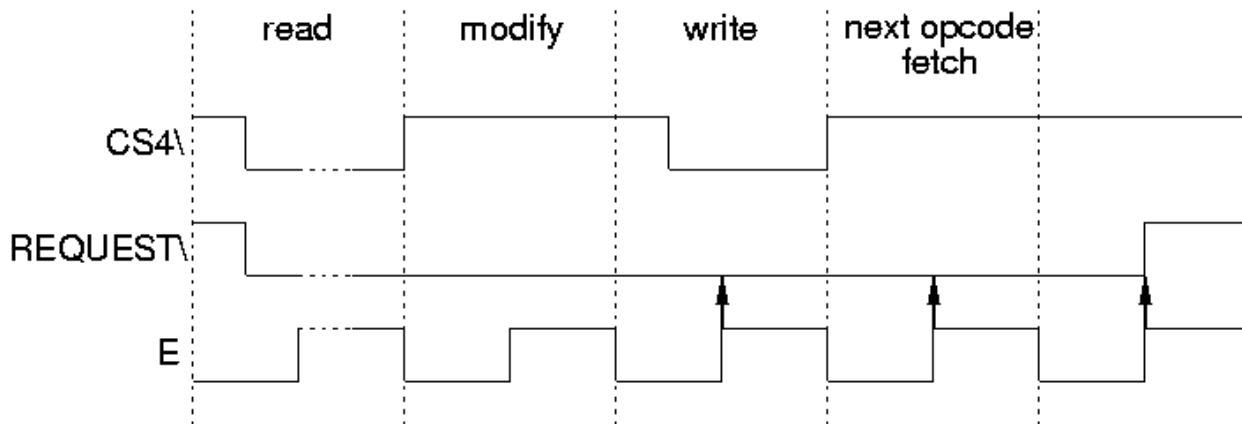 read modify write next opcode
fetch
CS4\
REQUEST\
E